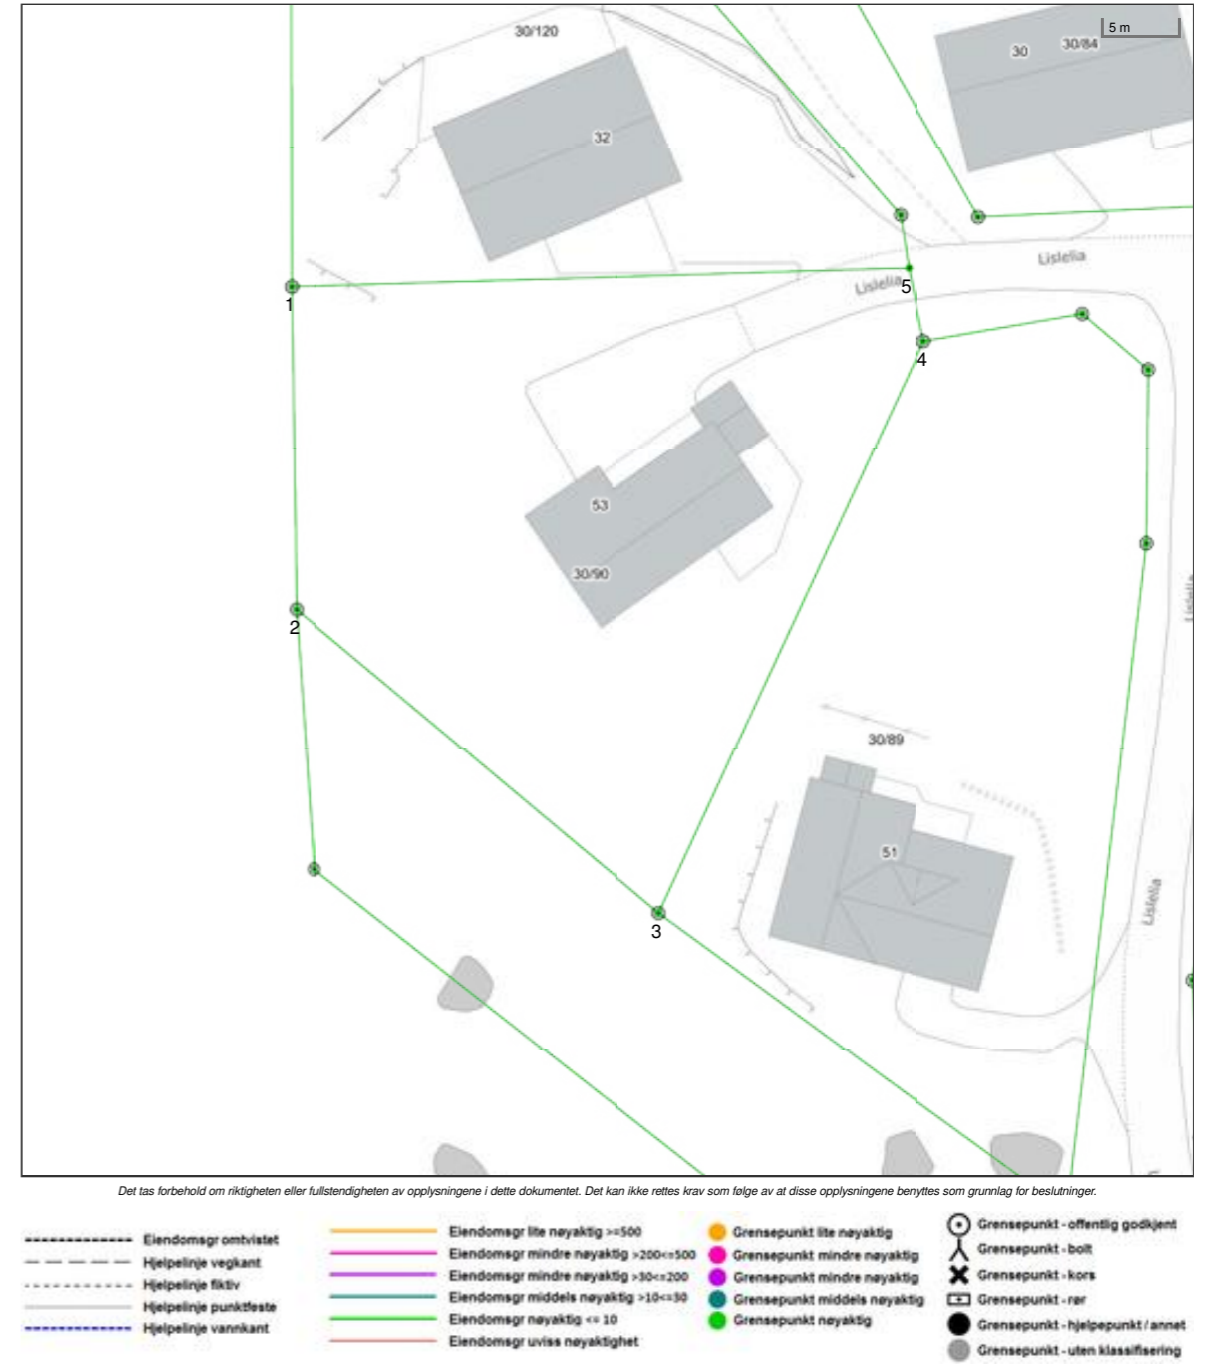 30/120
5 m
30
30/84
32
Lislelia
Lislelia
1
5
4
53
30/90
Lislelia
2
30/89
51
Lislelia
3
Det tas forbehold om riktigheten eller fullstendigheten av opplysningene i dette dokumentet. Det kan ikke rettes krav som følge av at disse opplysningene benyttes som grunnlag for beslutninger.
Eiendomsgr omtvistet
Hjelpelinje vegkant
Hjelpelinje fiktiv
Hjelpelinje punktfeste
Hjelpelinje vannkant
Eiendomsgr lite nøyaktig >=500
Eiendomsgr mindre nøyaktig >200<=500
Eiendomsgr mindre nøyaktig >30<=200
Eiendomsgr middels nøyaktig >10<=30
Eiendomsgr nøyaktig <= 10
Eiendomsgr uviss nøyaktighet
Grensepunkt lite nøyaktig
Grensepunkt mindre nøyaktig
Grensepunkt mindre nøyaktig
Grensepunkt middels nøyaktig
Grensepunkt nøyaktig
Grensepunkt - offentlig godkjent
Grensepunkt - bolt
Grensepunkt - kors
Grensepunkt - rør
Grensepunkt - hjelpepunkt / annet
Grensepunkt - uten klassifisering